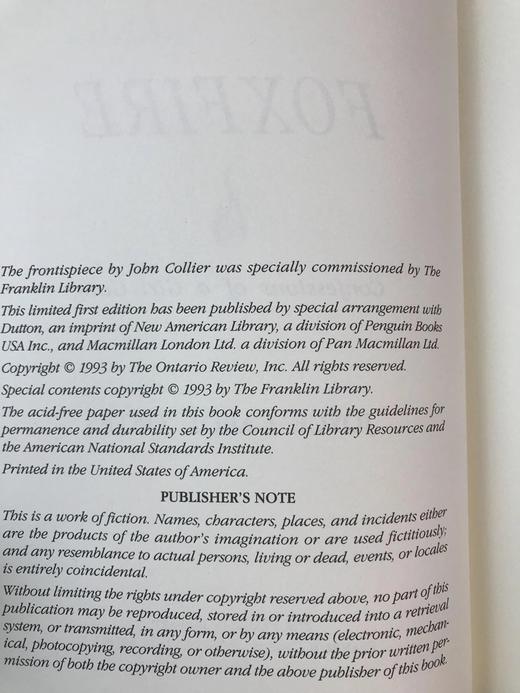 FOXFIRE
The frontispiece by John Collier was specially commissioned by The
Franklin Library.
This limited first edition has been published by special arrangement with
Dutton, an imprint of New American Library, a division of Penguin Books
USA Inc., and Macmillan London Ltd. a division of Pan Macmillan Ltd.
Copyright © 1993 by The Ontario Review, Inc. All rights reserved.
Special contents copyright © 1993 by The Franklin Library.
The acid-free paper used in this book conforms with the guidelines for
permanence and durability set by the Council of Library Resources and
the American National Standards Institute.
Printed in the United States of America.
PUBLISHER'S NOTE
This is a work of fiction. Names, characters, places, and incidents either
are the products of the author's imagination or are used fictitiously;
and any resemblance to actual persons, living or dead, events, or locales
is entirely coincidental.
Without limiting the rights under copyright reserved above, no part of this
publication may be reproduced, stored in or introduced into a retrieval
system, or transmitted, in any form, or by any means (electronic, mechan-
ical, photocopying, recording, or otherwise), without the prior written per-
mission of both the copyright owner and the above publisher of this book.